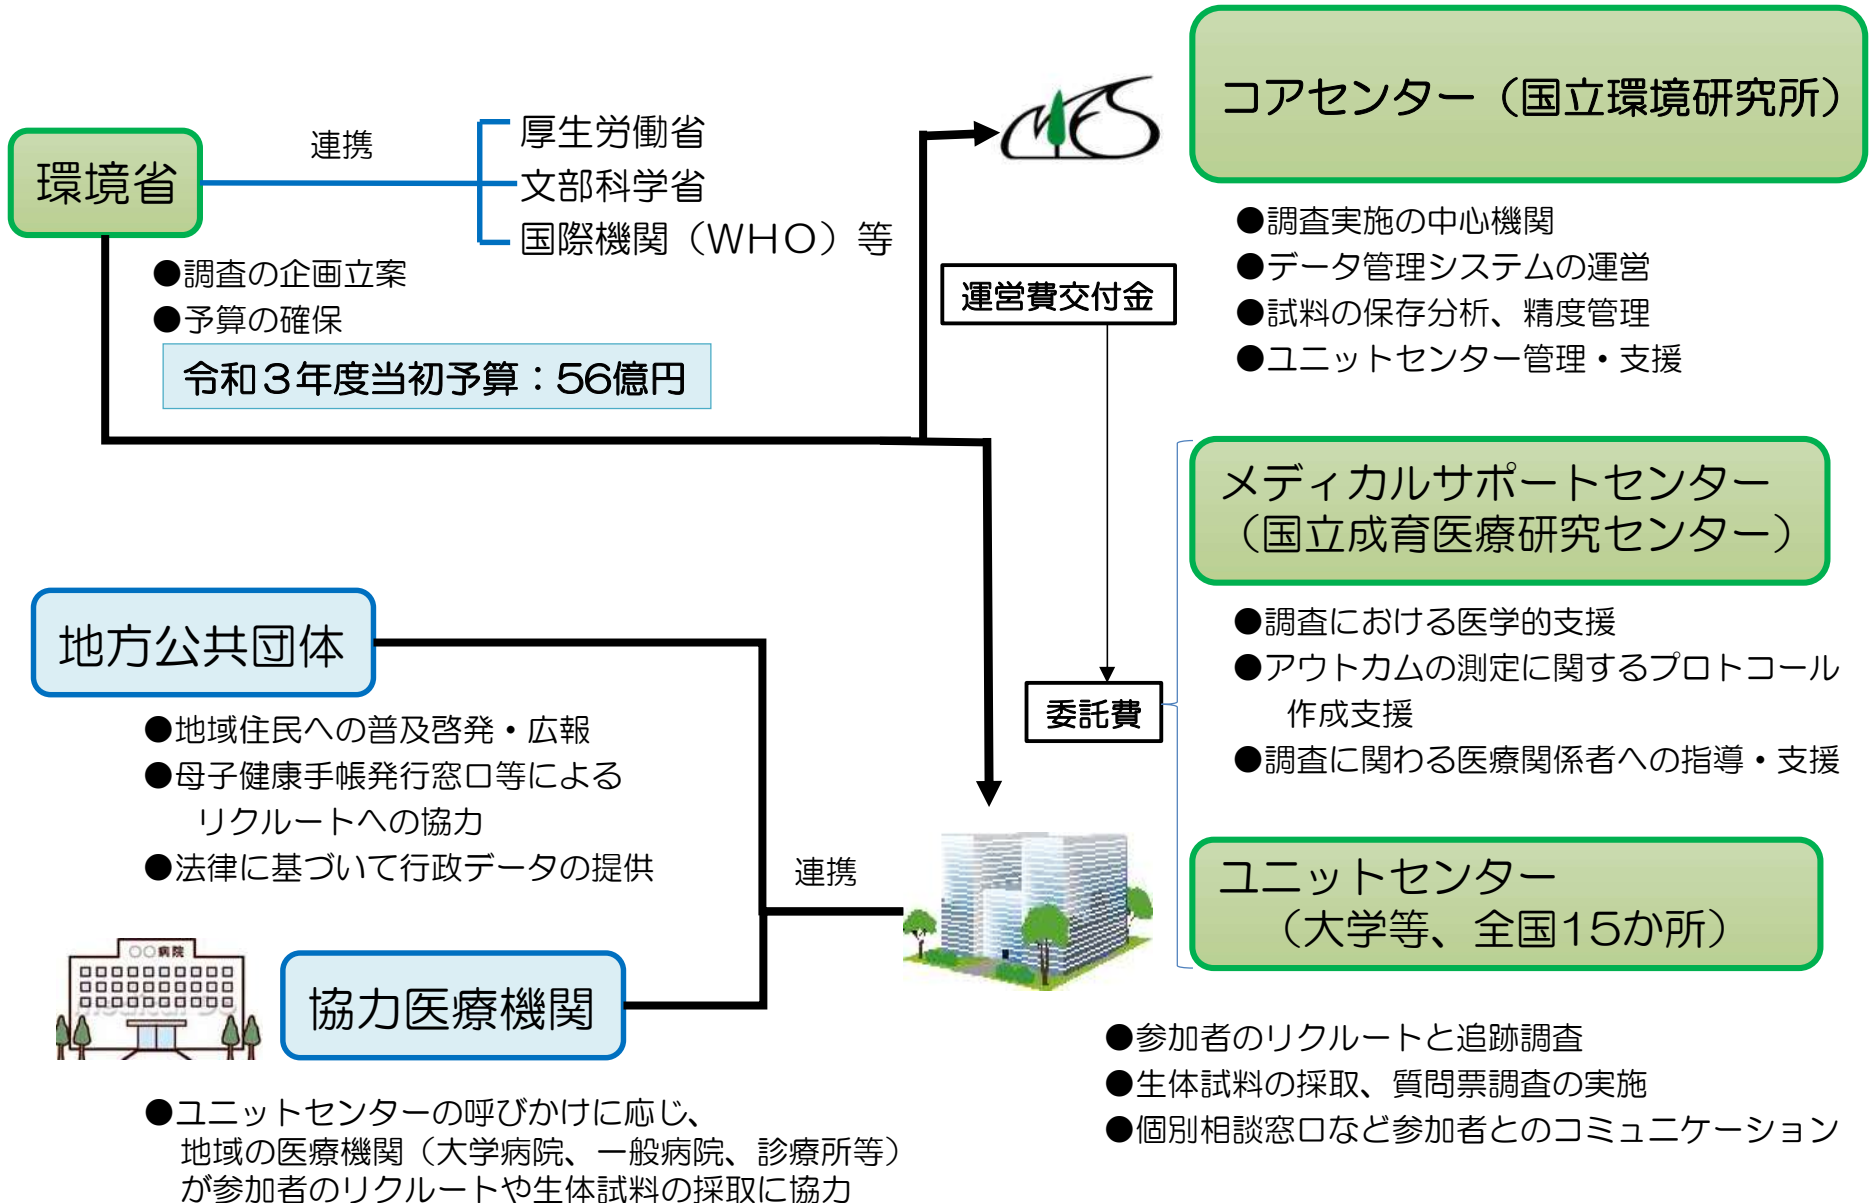 環境省
連携
厚生労働省
文部科学省
国際機関（WHO）等
●調査の企画立案
●予算の確保
令和３年度当初予算：56億円
コアセンター（国立環境研究所）
●調査実施の中心機関
●データ管理システムの運営
●試料の保存分析、精度管理
●ユニットセンター管理・支援
運営費交付金
委託費
メディカルサポートセンター
（国立成育医療研究センター）
●調査における医学的支援
●アウトカムの測定に関するプロトコール
作成支援
●調査に関わる医療関係者への指導・支援
地方公共団体
●地域住民への普及啓発・広報
●母子健康手帳発行窓口等による
リクルートへの協力
●法律に基づいて行政データの提供
連携
ユニットセンター
（大学等、全国15か所）
●参加者のリクルートと追跡調査
●生体試料の採取、質問票調査の実施
●個別相談窓口など参加者とのコミュニケーション
〇〇病院
協力医療機関
●ユニットセンターの呼びかけに応じ、
地域の医療機関（大学病院、一般病院、診療所等）
が参加者のリクルートや生体試料の採取に協力